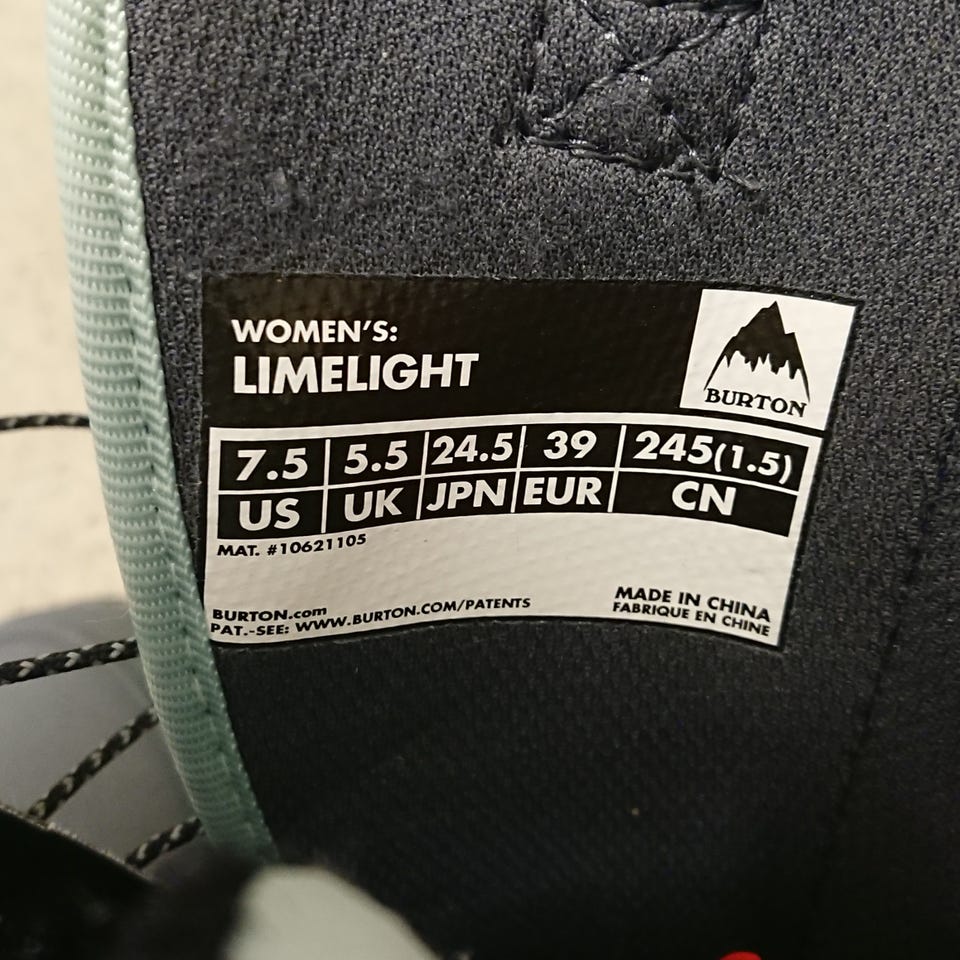 WOMEN'S:
LIMELIGHT
BURTON
7.5 5.5 24.5 39 245(1.5)
US UK JPN EUR CN
MAT. #10621105
BURTON.com
PAT.-SEE: WWW.BURTON.COM/PATENTS
MADE IN CHINA
FABRIQUE EN CHINE